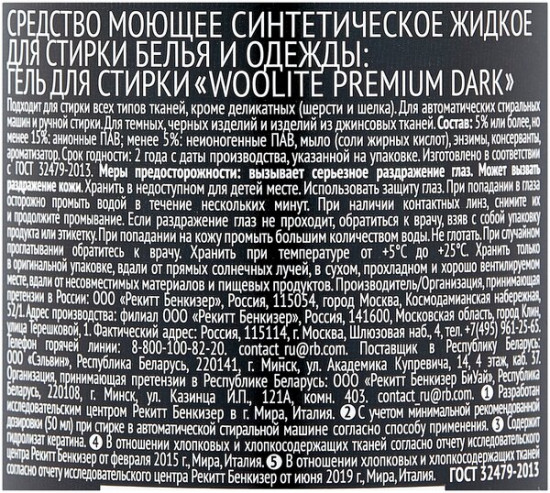 СРЕДСТВО МОЮЩЕЕ СИНТЕТИЧЕСКОЕ ЖИДКОЕ
ДЛЯ СТИРКИ БЕЛЬЯ И ОДЕЖДЫ:
ГЕЛЬ ДЛЯ СТИРКИ «WOOLITE PREMIUM DARK»
Подходит для стирки всех типов тканей, кроме деликатных (шерсти и шелка). Для автоматических стиральных
машин и ручной стирки. Для темных, черных изделий и изделий из джинсовых тканей. Состав: 5% или более, но
менее 15%: анионные ПАВ; менее 5%: неионогенные ПАВ, мыло (соли жирных кислот), энзимы, консерванты,
ароматизатор. Срок годности: 2 года с даты производства, указанной на упаковке. Изготовлено в соответствии
с ГОСТ 32479-2013. Меры предосторожности: вызывает серьезное раздражение глаз. Может вызвать
раздражение кожи. Хранить в недоступном для детей месте. Использовать защиту глаз. При попадании в глаза
осторожно промыть водой в течение нескольких минут. При наличии контактных линз, снимите их
и продолжите промывание. Если раздражение глаз не проходит, обратиться к врачу, взяв с собой упаковку
продукта или этикетку. При попадании на кожу промыть большим количеством воды. Не глотать. При случайном
проглатывании обратитесь к врачу. Хранить при температуре от +5°С до +25°С. Хранить только
в оригинальной упаковке, вдали от прямых солнечных лучей, в сухом, прохладном и хорошо вентилируемом
месте, вдали от несовместимых материалов и пищевых продуктов. Производитель/Организация, принимающая
претензии в России: ООО «Рекитт Бенкизер», Россия, 115054, город Москва, Космодамианская набережная,
52/1. Адрес производства: филиал ООО «Рекитт Бенкизер», Россия, 141600, Московская область, город Клин,
улица Терешковой, 1. Фактический адрес: Россия, 115114, г. Москва, Шлюзовая наб., 4, тел. +7(495) 961-25-65.
Телефон горячей линии: 8-800-100-82-20. contact_ru@rb.com. Поставщик в Республику Беларусь:
ООО «Сэльвин», Республика Беларусь, 220141, г. Минск, ул. Академика Купревича, 14, 4 этаж, каб. 37.
Организация, принимающая претензии в Республике Беларусь: ООО «Рекитт Бенкизер БиУай», Республика
Беларусь, 220108, г. Минск, ул. Казинца И.П., 121А, комн. 413, contact_ru@rb.com. 1 Разработан
исследовательским центром Рекитт Бенкизер в г. Мира, Италия. 2 С учетом минимальной рекомендованной
дозировки (50 мл) при стирке в автоматической стиральной машине согласно способу применения. 3 Содержит
гидролизат кератина. 4 В отношении хлопковых и хлопкосодержащих тканей согласно отчету исследовательского
центра Рекитт Бенкизер от февраля 2015 г., Мира, Италия. 5 В отношении хлопковых и хлопкосодержащих тканей
согласно отчету исследовательского центра Рекитт Бенкизер от июня 2019 г., Мира, Италия. ГОСТ 32479-2013